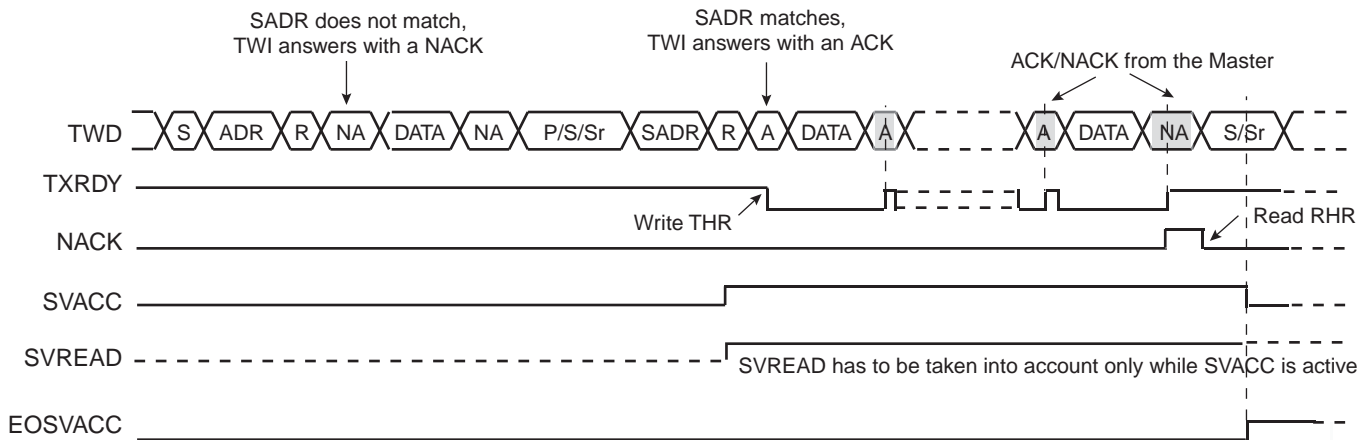 SADR does not match,
TWI answers with a NACK
SADR matches,
TWI answers with an ACK
ACK/NACK from the Master
TWD S ADR R NA DATA NA P/S/Sr SADR R A DATA A A DATA NA S/Sr
TXRDY
Write THR
Read RHR
NACK
SVACC
SVREAD
SVREAD has to be taken into account only while SVACC is active
EOSVACC